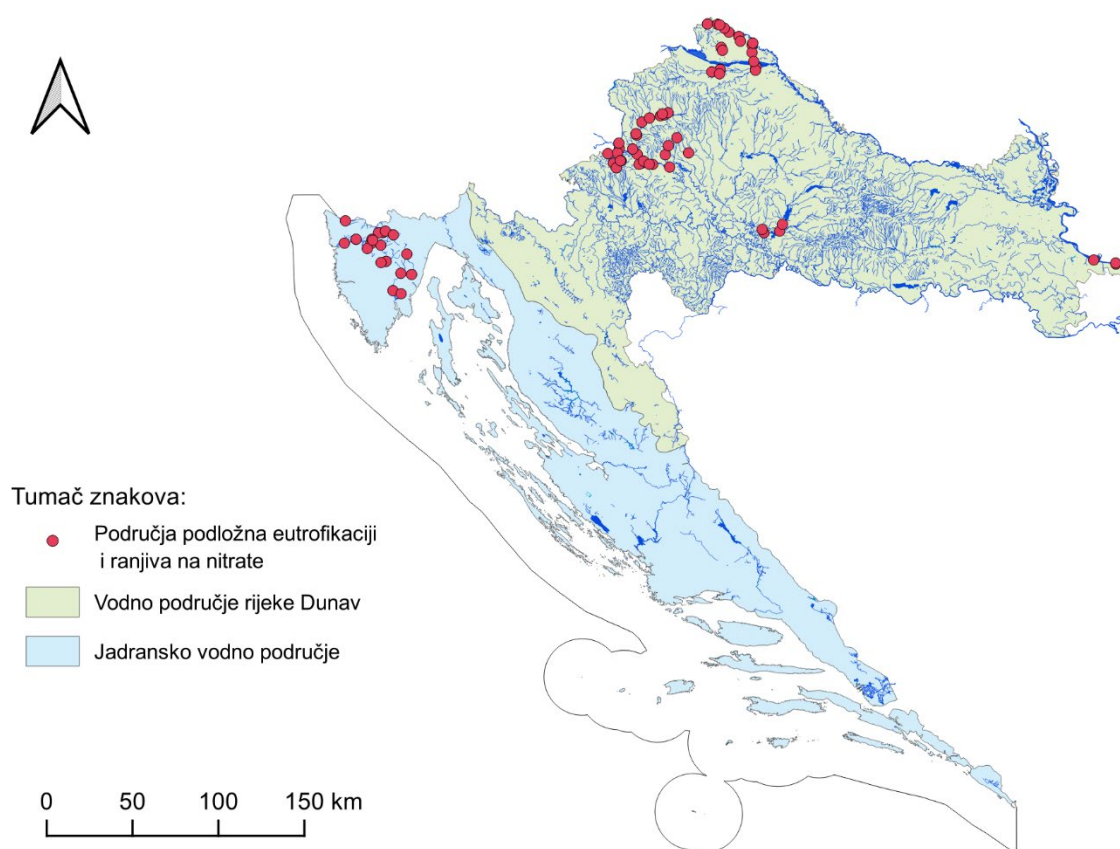 Tumač znakova:
Područja podložna eutrofikaciji
i ranjiva na nitrate
Vodno područje rijeke Dunav
Jadransko vodno područje
0 50 100 150 km